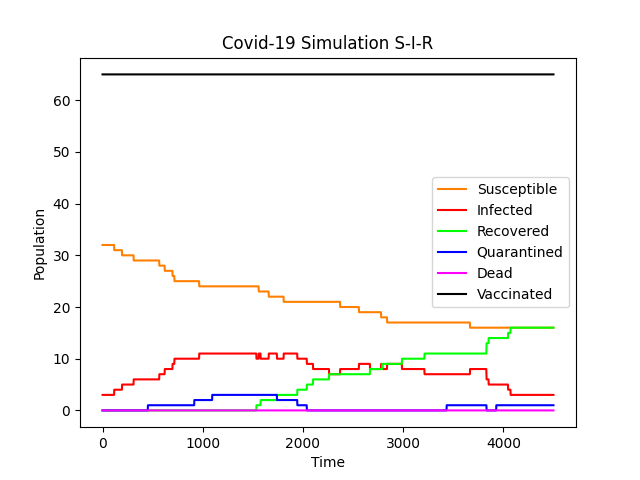 Covid-19 Simulation S-I-R
60
50
40
30
20
10
0
Population
Susceptible
Infected
Recovered
Quarantined
Dead
Vaccinated
0 1000 2000 3000 4000
Time